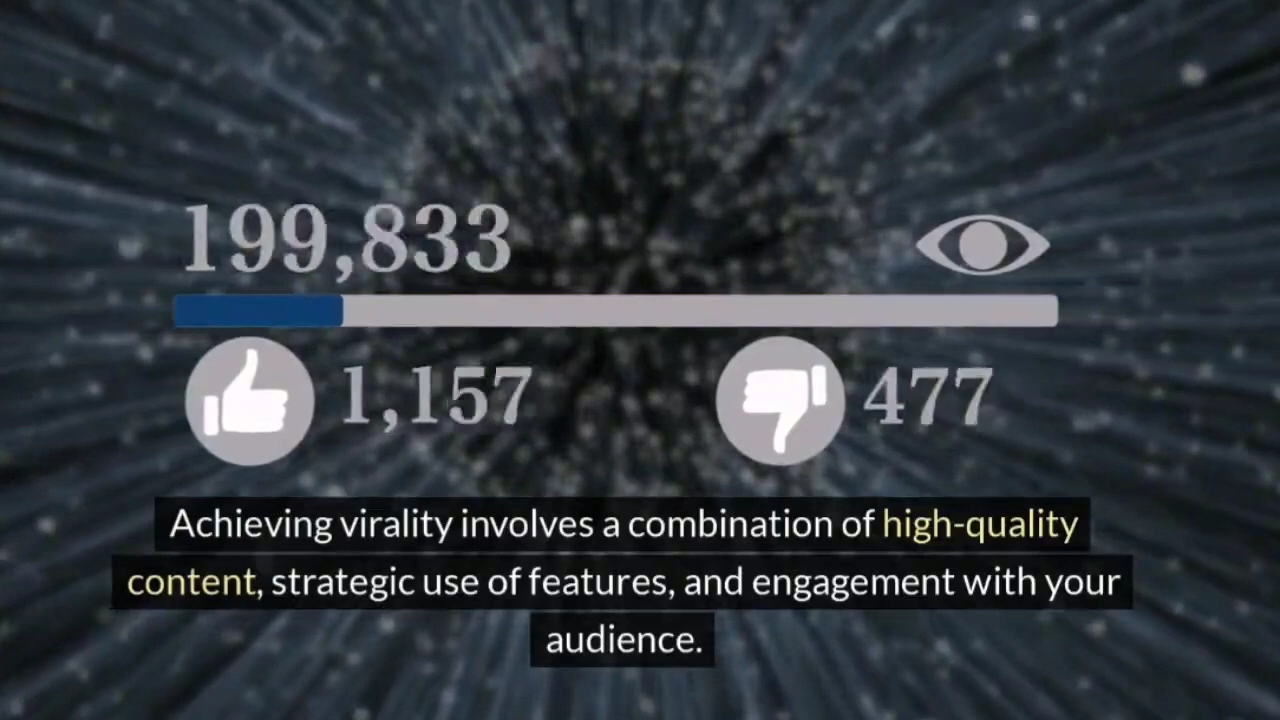 199,833
1,157
477
Achieving virality involves a combination of high-quality
content, strategic use of features, and engagement with your
audience.